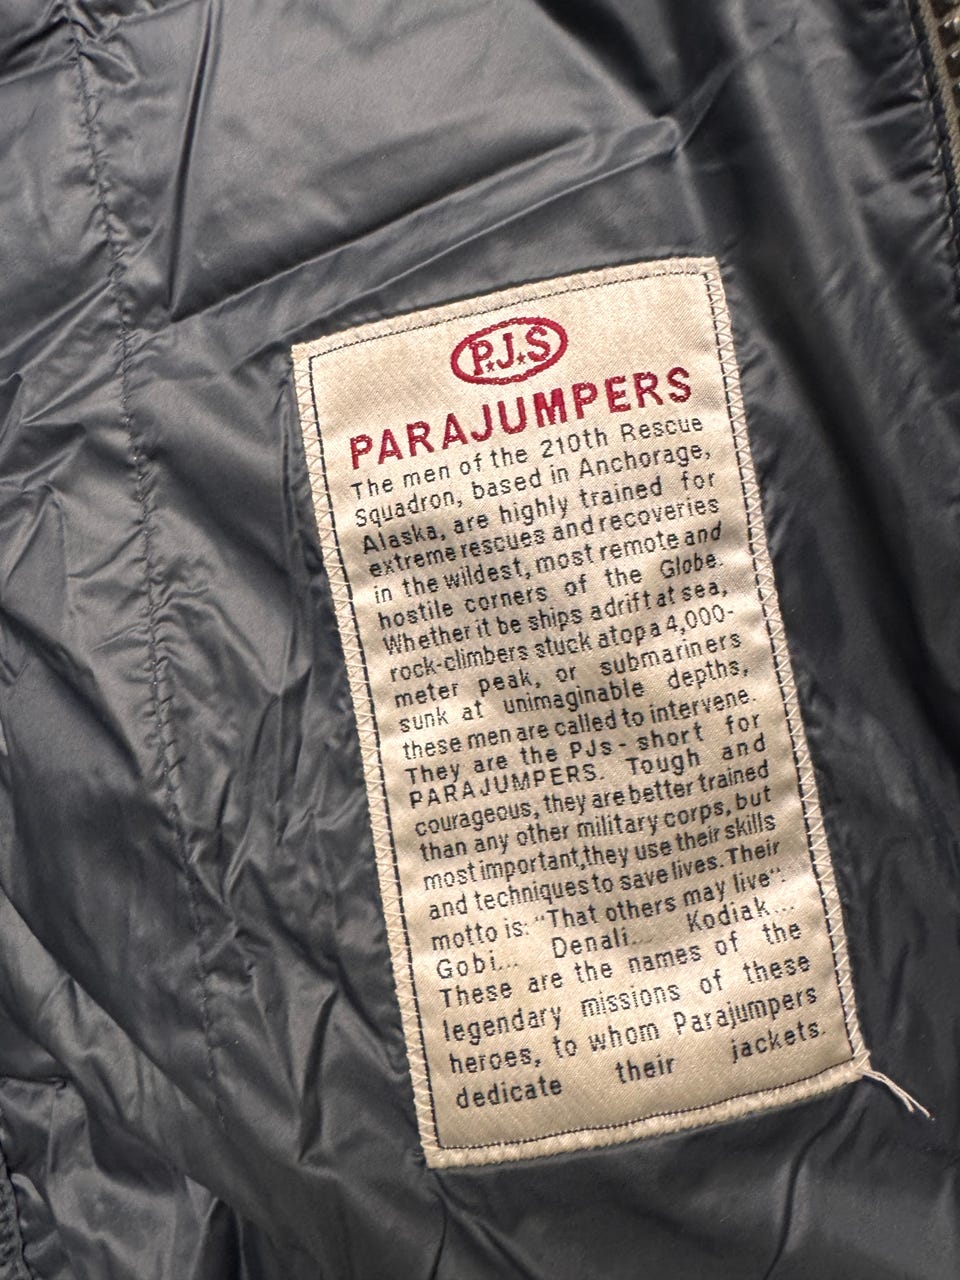 P.J.S
PARAJUMPERS
The men of the 210th Rescue
Squadron, based in Anchorage,
Alaska, are highly trained for
extreme rescues and recoveries
in the wildest, most remote and
hostile corners of the Globe.
Whether it be ships adrift at sea,
rock-climbers stuck atop a 4,000-
meter peak, or submariners
sunk at unimaginable depths,
these men are called to intervene.
They are the PJs - short for
PARAJUMPERS. Tough and
courageous, they are better trained
than any other military corps, but
most important,they use their skills
and techniques to save lives. Their
motto is: "That others may live".
Gobi... Denali... Kodiak...
These are the names of the
legendary missions of these
heroes, to whom Parajumpers
dedicate their jackets.